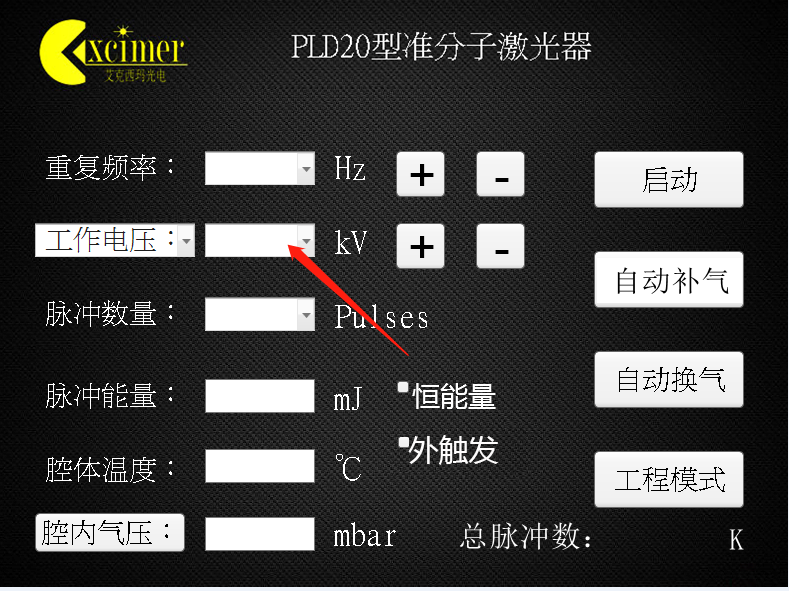 excimer
艾克西玛光电
PLD20型准分子激光器
重复频率： Hz + - 启动
工作电压： kV + -
自动补气
脉冲数量： Pulses
自动换气
脉冲能量： mJ 恒能量
外触发
腔体温度： ℃
工程模式
腔内气压： mbar 总脉冲数： K